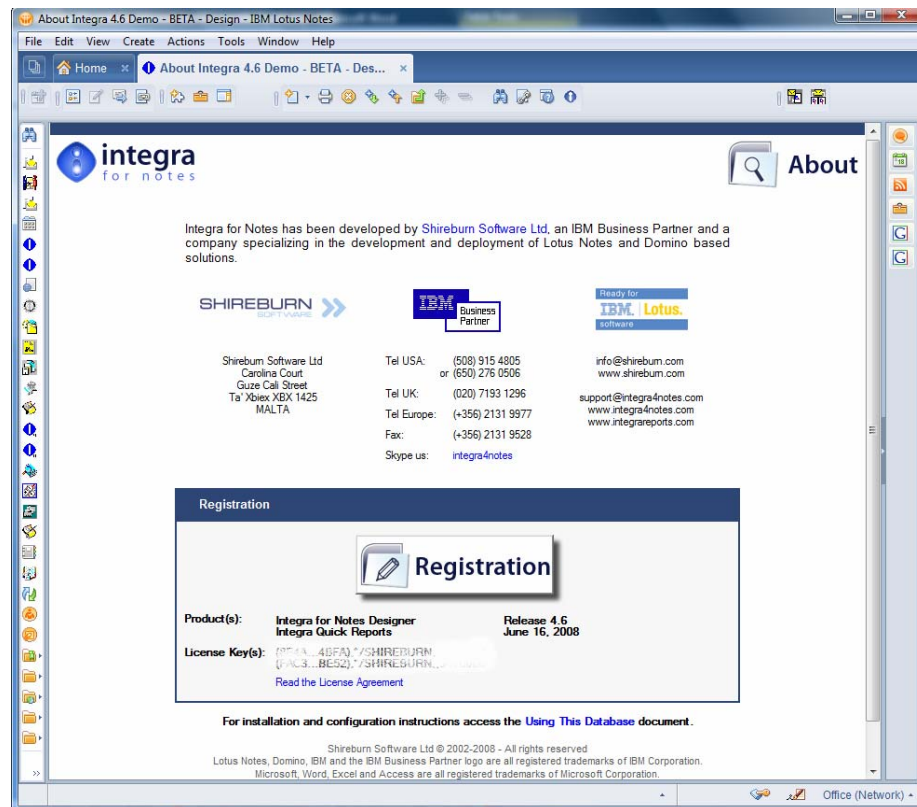 About Integra 4.6 Demo - BETA - Design - IBM Lotus Notes
File Edit View Create Actions Tools Window Help
Home About Integra 4.6 Demo - BETA - Des...
integra
for notes
About
Integra for Notes has been developed by Shireburn Software Ltd, an IBM Business Partner and a
company specializing in the development and deployment of Lotus Notes and Domino based
solutions.
SHIREBURN
SOFTWARE
IBM
Business
Partner
Ready for
IBM. Lotus.
software
Shireburn Software Ltd
Carolina Court
Guze Cali Street
Ta' Xbiex XBX 1425
MALTA
Tel USA: (508) 915 4805
or (650) 276 0506
Tel UK: (020) 7193 1296
Tel Europe: (+356) 2131 9977
Fax: (+356) 2131 9528
Skype us: integra4notes
info@shireburn.com
www.shireburn.com
support@integra4notes.com
www.integra4notes.com
www.integrareports.com
Registration
Registration
Product(s): Integra for Notes Designer Release 4.6
Integra Quick Reports June 16, 2008
License Key(s):
Read the License Agreement
For installation and configuration instructions access the Using This Database document.
Shireburn Software Ltd © 2002-2008 - All rights reserved
Lotus Notes, Domino, IBM and the IBM Business Partner logo are all registered trademarks of IBM Corporation.
Microsoft, Word, Excel and Access are all registered trademarks of Microsoft Corporation.
Office (Network)